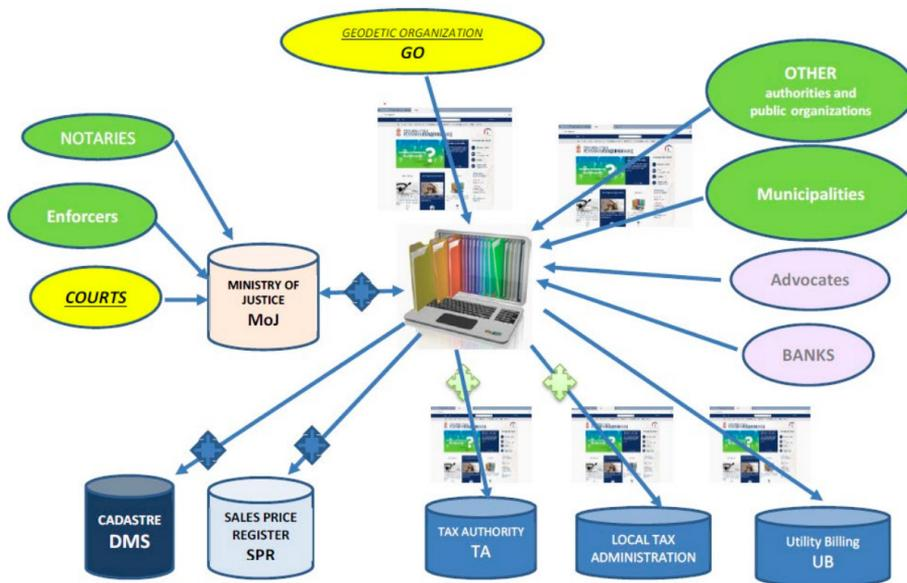 GEODETIC ORGANIZATION
GO
OTHER
authorities and
public organizations
NOTARIES
Municipalities
Enforcers
Advocates
COURTS
MINISTRY OF
JUSTICE
MoJ
BANKS
CADASTRE
DMS
SALES PRICE
REGISTER
SPR
TAX AUTHORITY
TA
LOCAL TAX
ADMINISTRATION
Utility Billing
UB